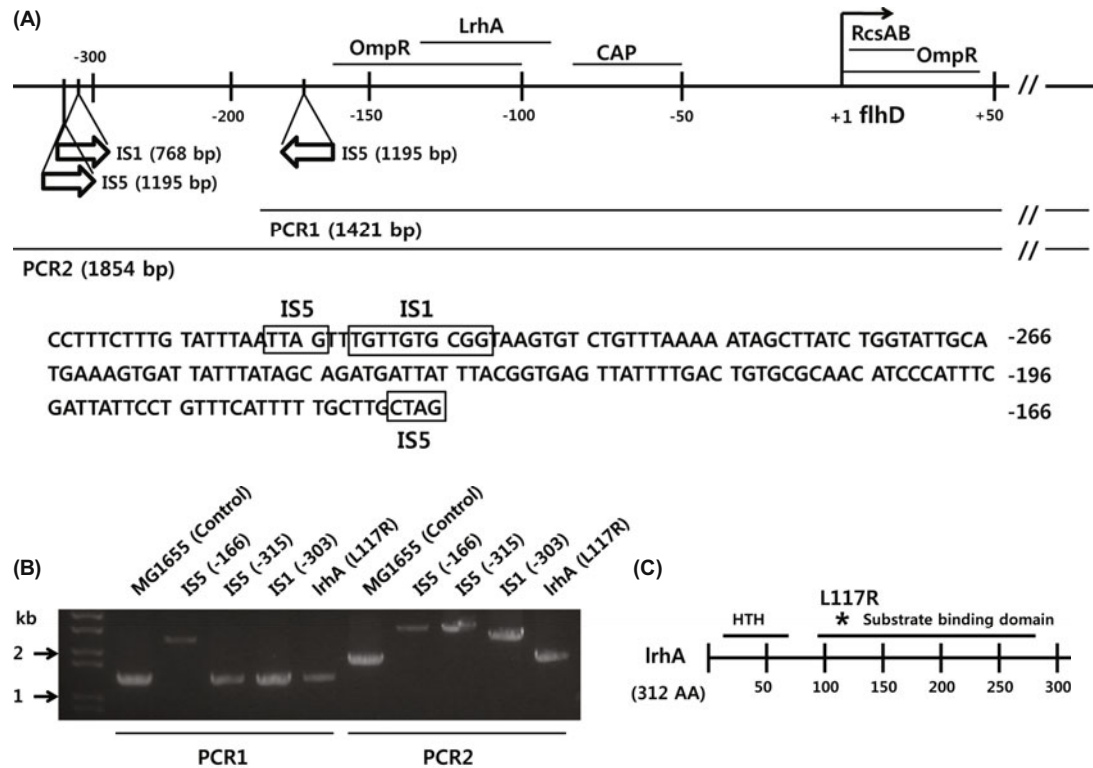 (A)
LrhA
RcsAB
OmpR
CAP
OmpR
-300
-200
-150
-100
-50
+1
flhD
+50
//
IS1 (768 bp)
IS5 (1195 bp)
IS5 (1195 bp)
PCR1 (1421 bp)
//
PCR2 (1854 bp)
//
IS5
IS1
CCTTTCTTTG TATTTAATTA GTTTGTTGTG CGGTAAGTGT CTGTTTAAAA ATAGCTTATC TGGTATTGCA -266
TGAAAGTGAT TATTTATAGC AGATGATTAT TTACGGTGAG TTATTTTGAC TGTGCGCAAC ATCCCATTTC -196
GATTATTCCT GTTTCATTTT TGCTTGCTAG -166
IS5
(B)
MG1655 (Control)
IS5 (-166)
IS5 (-315)
IS1 (-303)
lrhA (L117R)
MG1655 (Control)
IS5 (-166)
IS5 (-315)
IS1 (-303)
lrhA (L117R)
kb
2
1
PCR1
PCR2
(C)
L117R
HTH
* Substrate binding domain
lrhA
(312 AA)
50
100
150
200
250
300